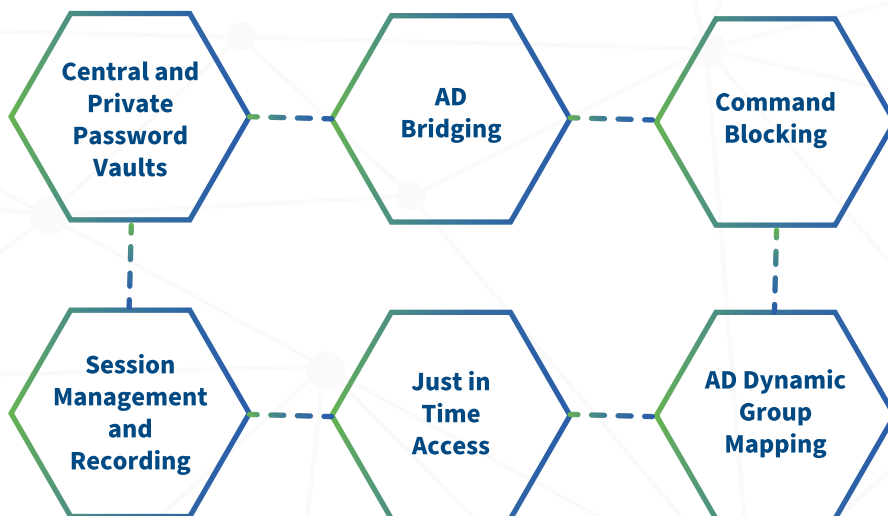 Central and
Private
Password
Vaults
AD
Bridging
Command
Blocking
Session
Management
and
Recording
Just in
Time
Access
AD Dynamic
Group
Mapping